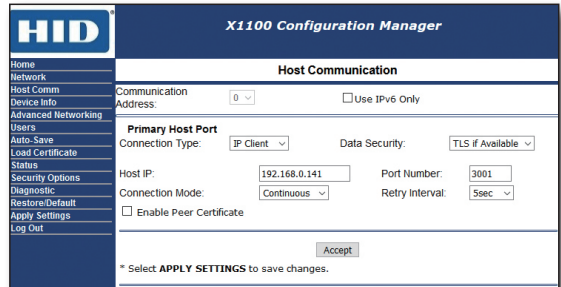 HID
X1100 Configuration Manager
Home
Network
Host Comm
Device Info
Advanced Networking
Users
Auto-Save
Load Certificate
Status
Security Options
Diagnostic
Restore/Default
Apply Settings
Log Out
Host Communication
Communication Address: 0 Use IPv6 Only
Primary Host Port
Connection Type: IP Client Data Security: TLS if Available
Host IP: 192.168.0.141 Port Number: 3001
Connection Mode: Continuous Retry Interval: 5sec
Enable Peer Certificate
Accept
* Select APPLY SETTINGS to save changes.